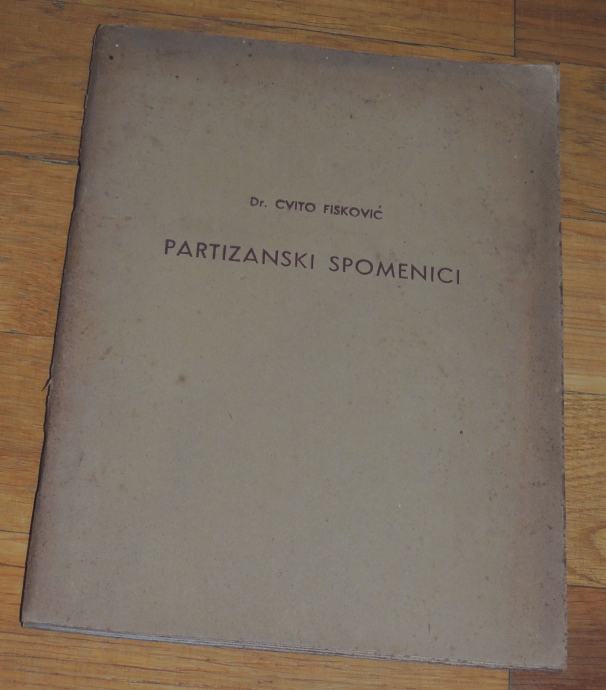 Dr. CVITO FISKOVIĆ
PARTIZANSKI SPOMENICI